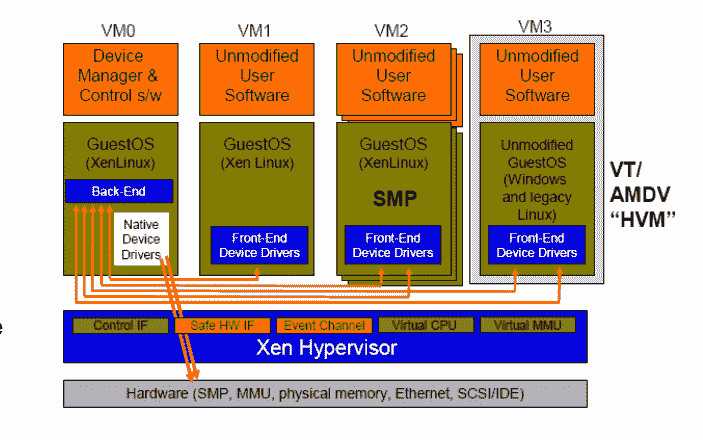 VM0
VM1
VM2
VM3
Device
Manager &
Control s/w
Unmodified
User
Software
Unmodified
User
Software
Unmodified
User
Software
GuestOS
(XenLinux)
Back-End
Native
Device
Drivers
GuestOS
(Xen Linux)
Front-End
Device Drivers
GuestOS
(XenLinux)
SMP
Front-End
Device Drivers
Unmodified
GuestOS
(Windows
and legacy
Linux)
Front-End
Device Drivers
VT/
AMDV
“HVM”
e
Control IF
Safe HW IF
Event Channel
Virtual CPU
Virtual MMU
Xen Hypervisor
Hardware (SMP, MMU, physical memory, Ethernet, SCSI/IDE)